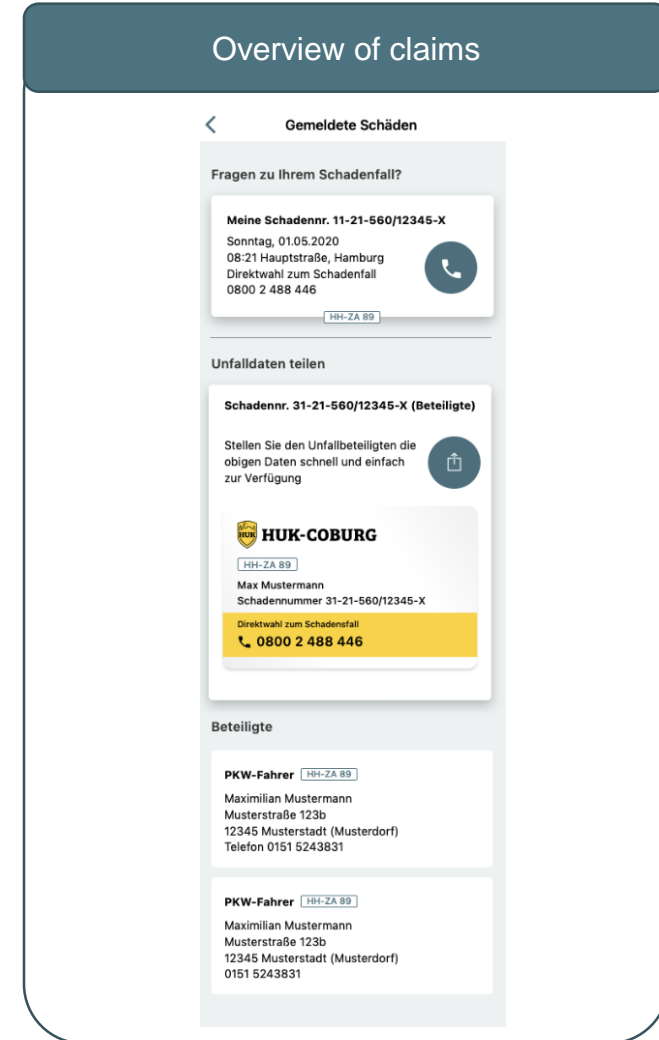 Overview of claims
Gemeldete Schäden
Fragen zu Ihrem Schadenfall?
Meine Schadennr. 11-21-560/12345-X
Sonntag, 01.05.2020
08:21 Hauptstraße, Hamburg
Direktwahl zum Schadenfall
0800 2 488 446
HH-ZA 89
Unfalldaten teilen
Schadennr. 31-21-560/12345-X (Beteiligte)
Stellen Sie den Unfallbeteiligten die
obigen Daten schnell und einfach
zur Verfügung
HUK HUK-COBURG
HH-ZA 89
Max Mustermann
Schadennummer 31-21-560/12345-X
Direktwahl zum Schadensfall
0800 2 488 446
Beteiligte
PKW-Fahrer HH-ZA 89
Maximilian Mustermann
Musterstraße 123b
12345 Musterstadt (Musterdorf)
Telefon 0151 5243831
PKW-Fahrer HH-ZA 89
Maximilian Mustermann
Musterstraße 123b
12345 Musterstadt (Musterdorf)
0151 5243831